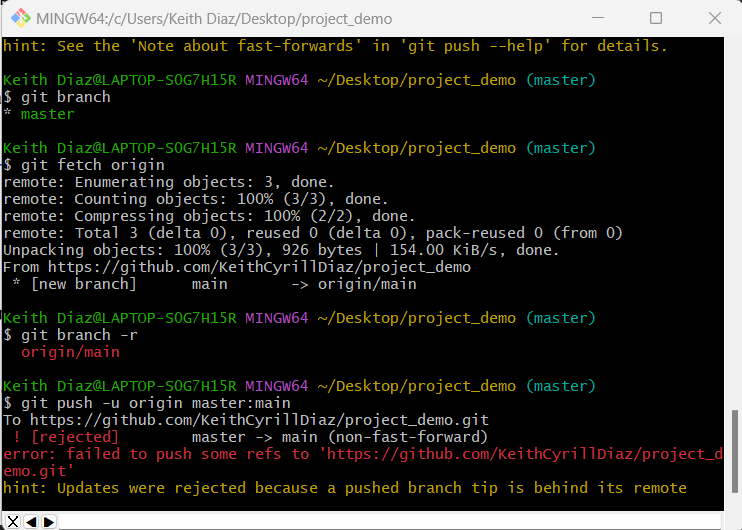 MINGW64:/c/Users/Keith Diaz/Desktop/project_demo
hint: See the 'Note about fast-forwards' in 'git push --help' for details.
Keith Diaz@LAPTOP-S0G7H15R MINGW64 ~/Desktop/project_demo (master)
$ git branch
* master
Keith Diaz@LAPTOP-S0G7H15R MINGW64 ~/Desktop/project_demo (master)
$ git fetch origin
remote: Enumerating objects: 3, done.
remote: Counting objects: 100% (3/3), done.
remote: Compressing objects: 100% (2/2), done.
remote: Total 3 (delta 0), reused 0 (delta 0), pack-reused 0 (from 0)
Unpacking objects: 100% (3/3), 926 bytes | 154.00 KiB/s, done.
From https://github.com/KeithCyrillDiaz/project_demo
 * [new branch]      main       -> origin/main
Keith Diaz@LAPTOP-S0G7H15R MINGW64 ~/Desktop/project_demo (master)
$ git branch -r
  origin/main
Keith Diaz@LAPTOP-S0G7H15R MINGW64 ~/Desktop/project_demo (master)
$ git push -u origin master:main
To https://github.com/KeithCyrillDiaz/project_demo.git
 ! [rejected]        master -> main (non-fast-forward)
error: failed to push some refs to 'https://github.com/KeithCyrillDiaz/project_d
emo.git'
hint: Updates were rejected because a pushed branch tip is behind its remote